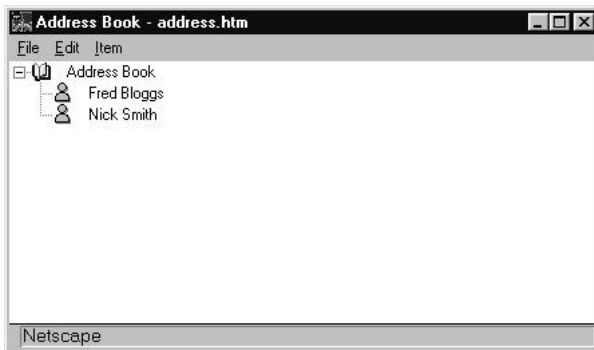 Address Book - address.htm
File Edit Item
Address Book
Fred Bloggs
Nick Smith
Netscape